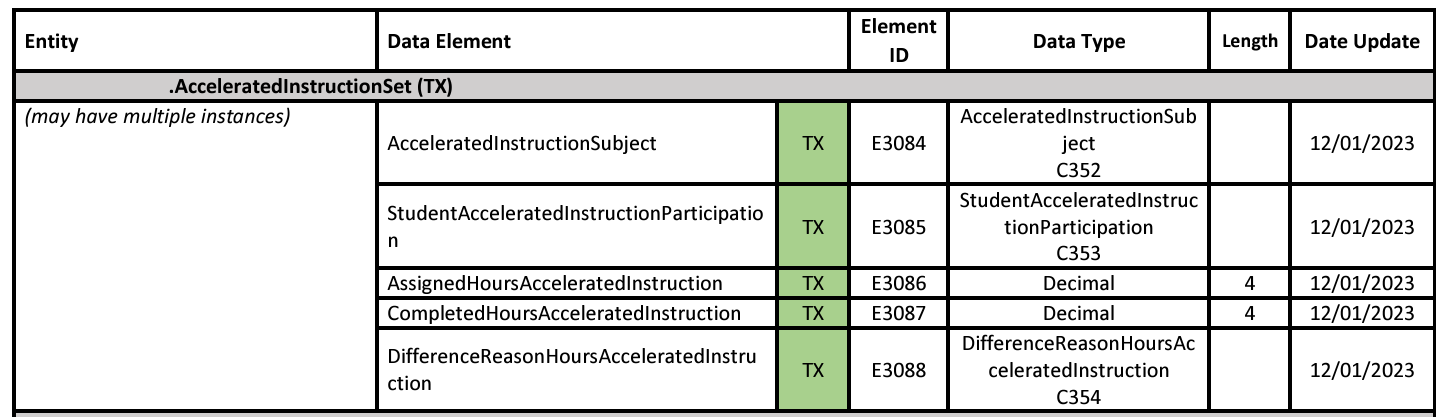 Entity Data Element Element ID Data Type Length Date Update
.AcceleratedInstructionSet (TX)
(may have multiple instances)
AcceleratedInstructionSubject TX E3084 AcceleratedInstructionSub
ject
C352 12/01/2023
StudentAcceleratedInstructionParticipatio
n TX E3085 StudentAcceleratedInstruc
tionParticipation
C353 12/01/2023
AssignedHoursAcceleratedInstruction TX E3086 Decimal 4 12/01/2023
CompletedHoursAcceleratedInstruction TX E3087 Decimal 4 12/01/2023
DifferenceReasonHoursAcceleratedInstru
ction TX E3088 DifferenceReasonHoursAc
celeratedInstruction
C354 12/01/2023